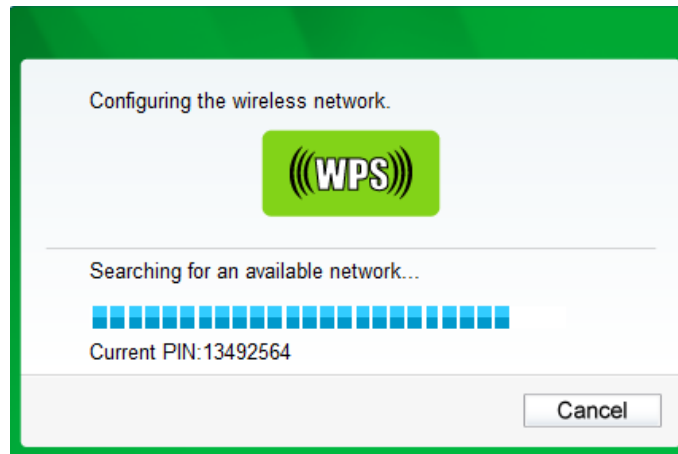 Configuring the wireless network.
(((WPS)))
Searching for an available network...
Current PIN:13492564
Cancel